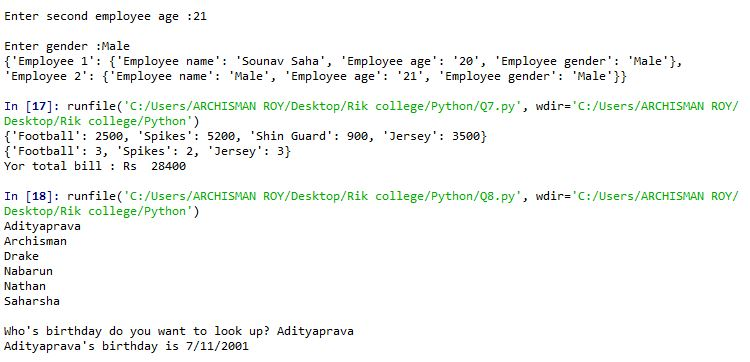 Enter second employee age :21
Enter gender :Male
{'Employee 1': {'Employee name': 'Sounav Saha', 'Employee age': '20', 'Employee gender': 'Male'},
'Employee 2': {'Employee name': 'Male', 'Employee age': '21', 'Employee gender': 'Male'}}
In [17]: runfile('C:/Users/ARCHISMAN ROY/Desktop/Rik college/Python/Q7.py', wdir='C:/Users/ARCHISMAN ROY/
Desktop/Rik college/Python')
{'Football': 2500, 'Spikes': 5200, 'Shin Guard': 900, 'Jersey': 3500}
{'Football': 3, 'Spikes': 2, 'Jersey': 3}
Yor total bill : Rs  28400
In [18]: runfile('C:/Users/ARCHISMAN ROY/Desktop/Rik college/Python/Q8.py', wdir='C:/Users/ARCHISMAN ROY/
Desktop/Rik college/Python')
Adityaprava
Archisman
Drake
Nabarun
Nathan
Saharsha
Who's birthday do you want to look up? Adityaprava
Adityaprava's birthday is 7/11/2001